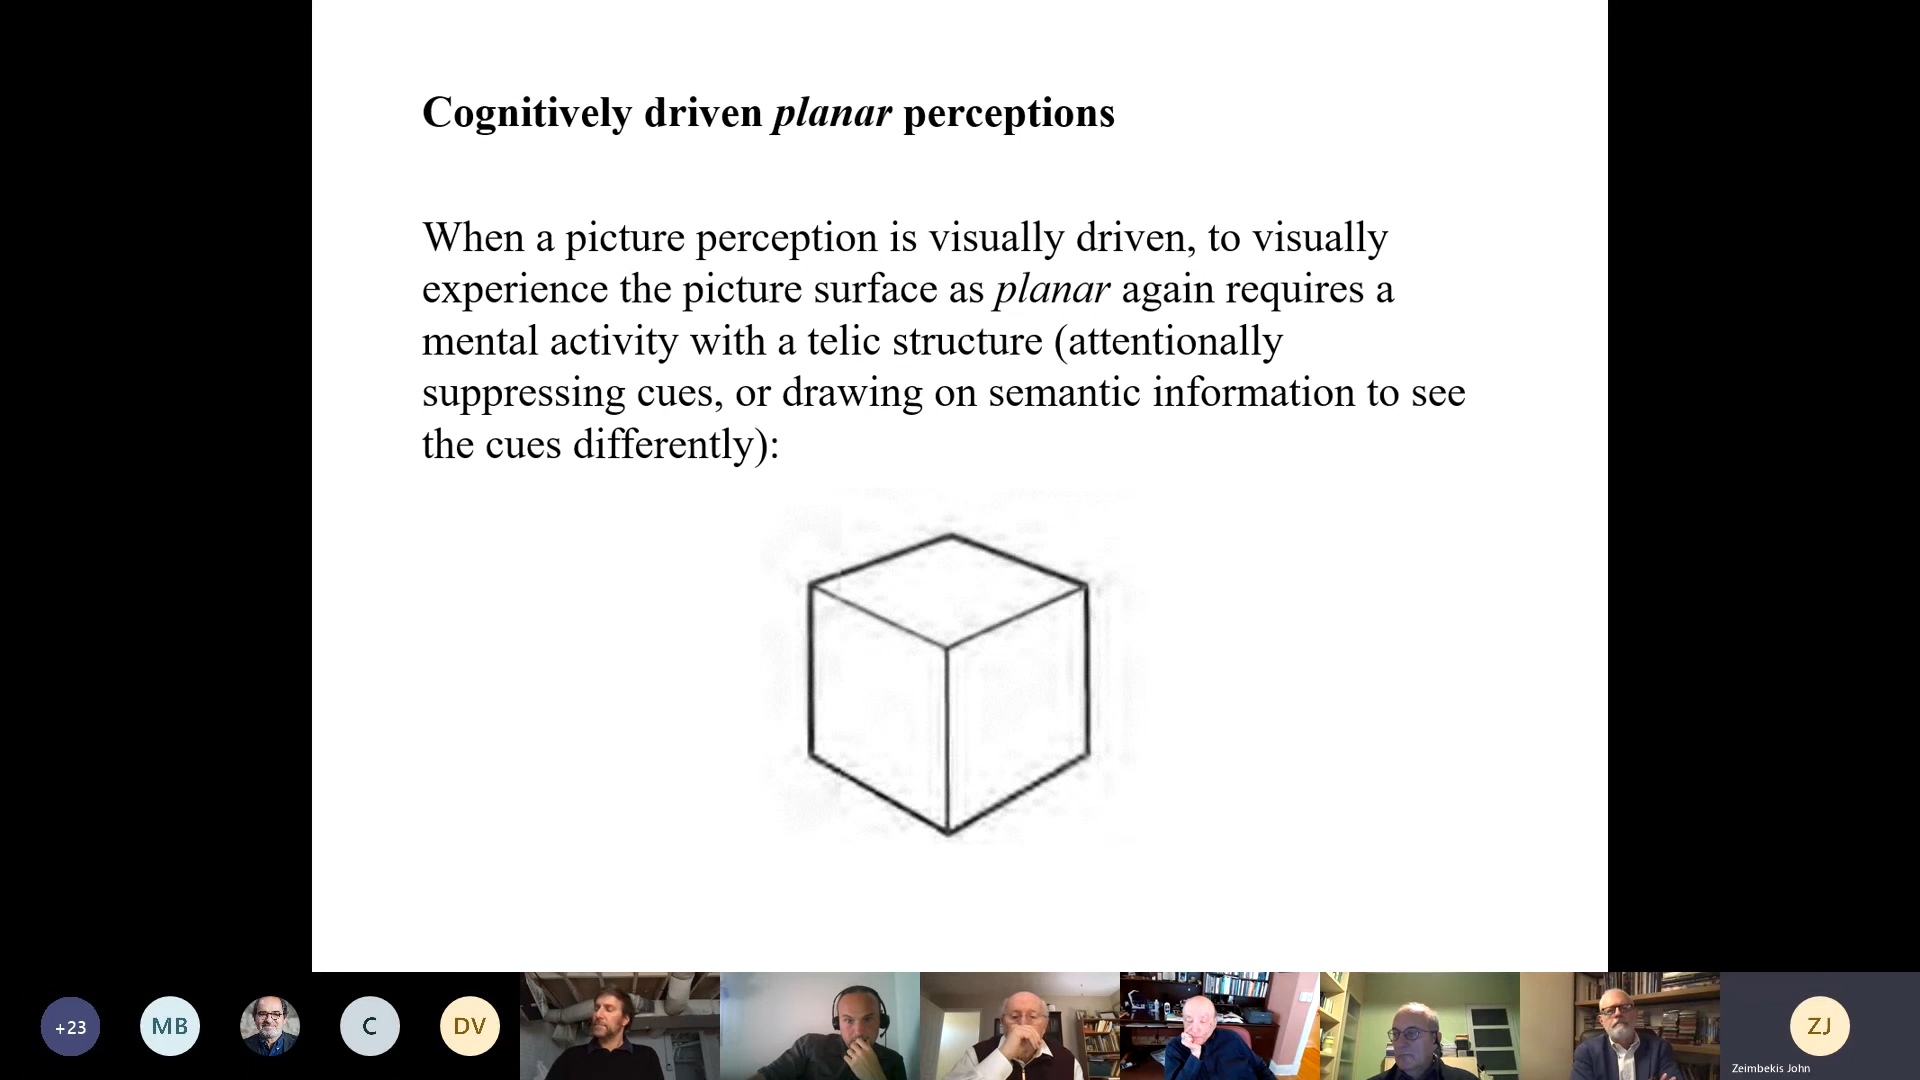 Cognitively driven planar perceptions
When a picture perception is visually driven, to visually
experience the picture surface as planar again requires a
mental activity with a telic structure (attentionally
suppressing cues, or drawing on semantic information to see
the cues differently):
+23
MB
C
DV
ZJ
Zeimbekis John